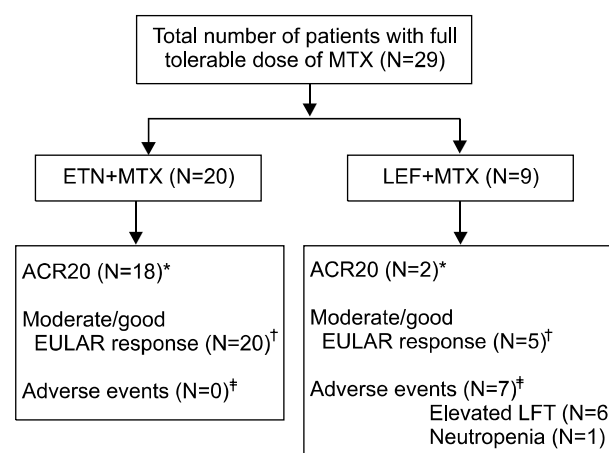 Total number of patients with full
tolerable dose of MTX (N=29)
ETN+MTX (N=20)
LEF+MTX (N=9)
ACR20 (N=18)*
Moderate/good
EULAR response (N=20)†
Adverse events (N=0)‡
ACR20 (N=2)*
Moderate/good
EULAR response (N=5)†
Adverse events (N=7)‡
Elevated LFT (N=6
Neutropenia (N=1)